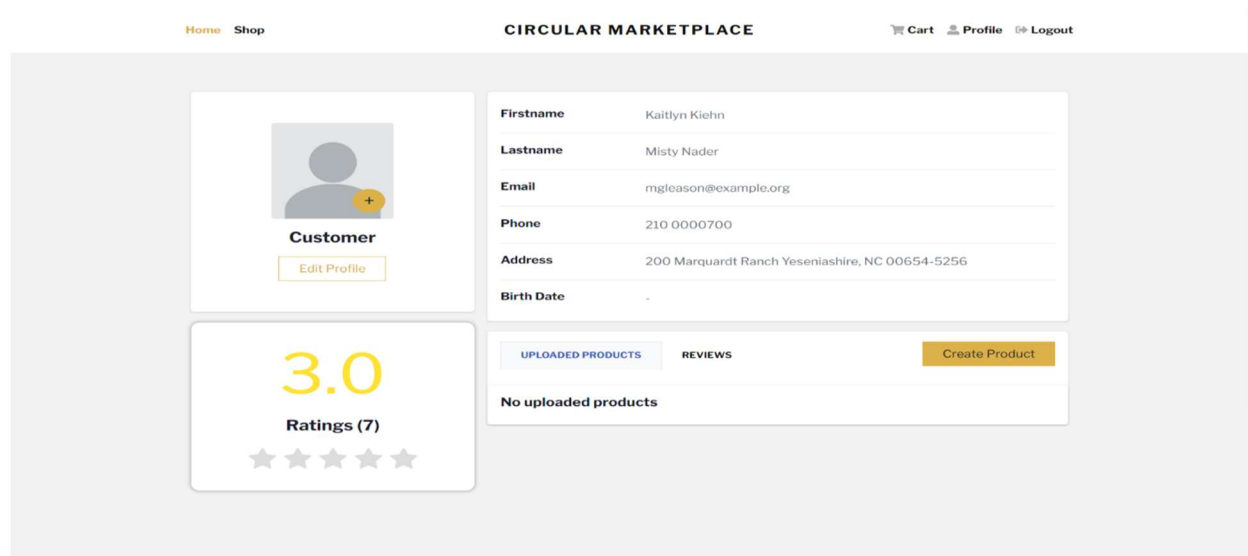 Home Shop CIRCULAR MARKETPLACE Cart Profile Logout
Customer
Edit Profile
Firstname Kaitlyn Kiehn
Lastname Misty Nader
Email mgleason@example.org
Phone 210 0000700
Address 200 Marquardt Ranch Yeseniashire, NC 00654-5256
Birth Date -
3.0
Ratings (7)
UPLOADED PRODUCTS REVIEWS Create Product
No uploaded products